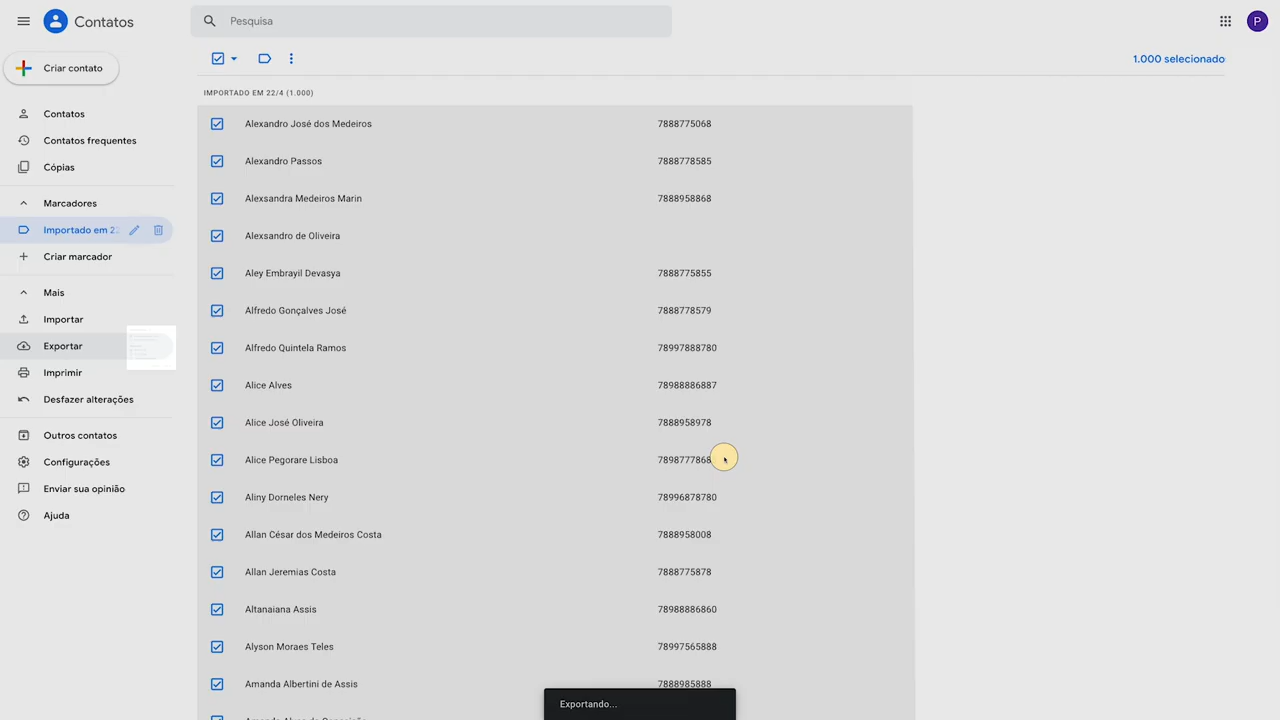 Contatos
Pesquisa
P
Criar contato
1.000 selecionado
IMPORTADO EM 22/4 (1.000)
Contatos
Contatos frequentes
Cópias
Marcadores
Importado em 22
Criar marcador
Mais
Importar
Exportar
Imprimir
Desfazer alterações
Outros contatos
Configurações
Enviar sua opinião
Ajuda
Alexandro José dos Medeiros 7888775068
Alexandro Passos 7888778585
Alexsandra Medeiros Marin 7888958868
Alexsandro de Oliveira
Aley Embrayil Devasya 7888775855
Alfredo Gonçalves José 7888778579
Alfredo Quintela Ramos 78997888780
Alice Alves 78988886887
Alice José Oliveira 7888958978
Alice Pegorare Lisboa 7898777868
Aliny Dorneles Nery 78996878780
Allan César dos Medeiros Costa 7888958008
Allan Jeremias Costa 7888775878
Altanaiana Assis 78988886860
Alyson Moraes Teles 78997565888
Amanda Albertini de Assis 7888985888
Exportando...